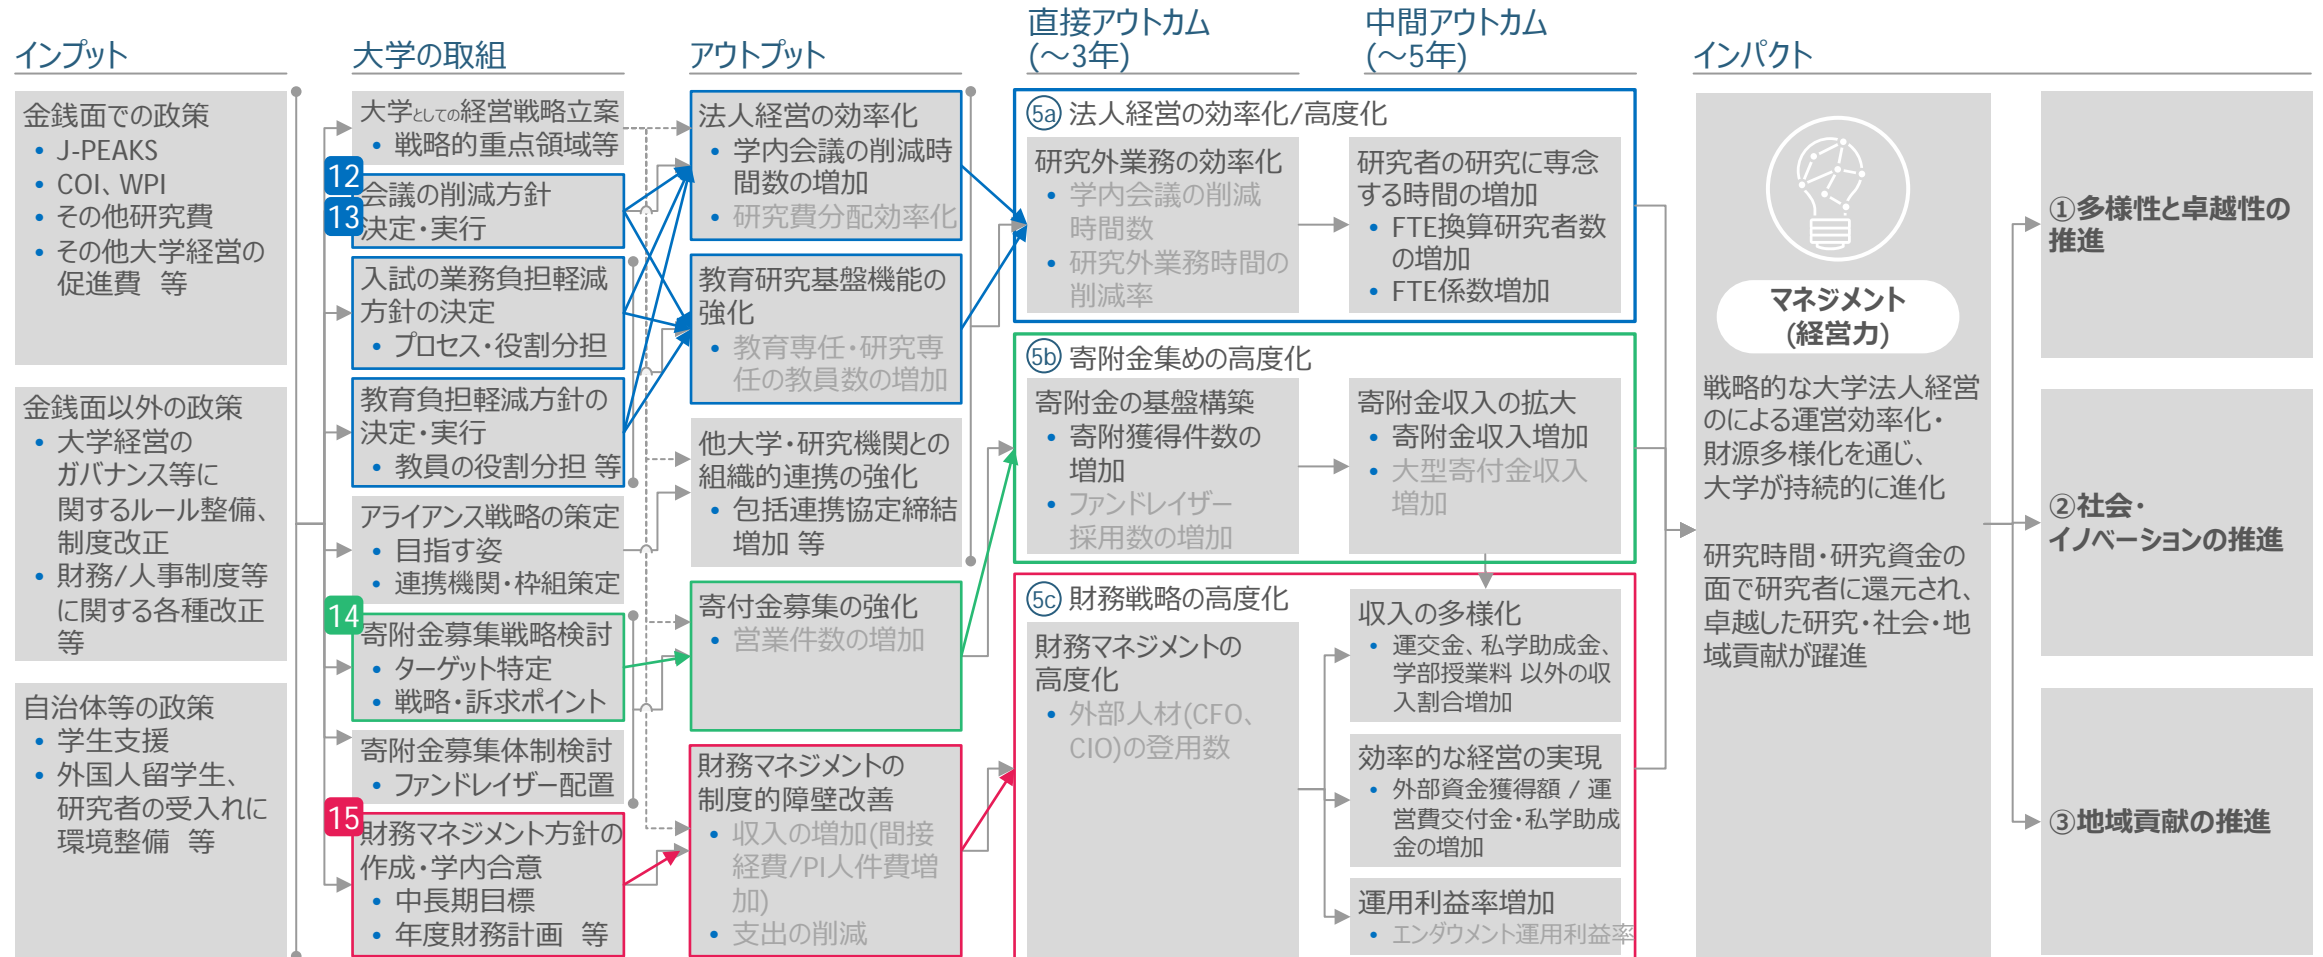 インプット
大学の取組
アウトプット
直接アウトカム
(～3年)
中間アウトカム
(～5年)
インパクト
金銭面での政策
• J-PEAKS
• COI、WPI
• その他研究費
• その他大学経営の
促進費 等
金銭面以外の政策
• 大学経営の
ガバナンス等に
関するルール整備、
制度改正
• 財務/人事制度等
に関する各種改正
等
自治体等の政策
• 学生支援
• 外国人留学生、
研究者の受入れに
環境整備 等
大学としての経営戦略立案
• 戦略的重点領域等
12
13
会議の削減方針
決定・実行
入試の業務負担軽減
方針の決定
• プロセス・役割分担
教育負担軽減方針の
決定・実行
• 教員の役割分担 等
アライアンス戦略の策定
• 目指す姿
• 連携機関・枠組策定
14
寄附金募集戦略検討
• ターゲット特定
• 戦略・訴求ポイント
寄附金募集体制検討
• ファンドレイザー配置
15
財務マネジメント方針の
作成・学内合意
• 中長期目標
• 年度財務計画 等
法人経営の効率化
• 学内会議の削減時
間数の増加
• 研究費分配効率化
教育研究基盤機能の
強化
• 教育専任・研究専
任の教員数の増加
他大学・研究機関との
組織的連携の強化
• 包括連携協定締結
増加 等
寄付金募集の強化
• 営業件数の増加
財務マネジメントの
制度的障壁改善
• 収入の増加(間接
経費/PI人件費増
加)
• 支出の削減
5a 法人経営の効率化/高度化
研究外業務の効率化
• 学内会議の削減
時間数
• 研究外業務時間の
削減率
研究者の研究に専念
する時間の増加
• FTE換算研究者数
の増加
• FTE係数増加
5b 寄附金集めの高度化
寄附金の基盤構築
• 寄附獲得件数の
増加
• ファンドレイザー
採用数の増加
寄附金収入の拡大
• 寄附金収入増加
• 大型寄付金収入
増加
5c 財務戦略の高度化
財務マネジメントの
高度化
• 外部人材(CFO、
CIO)の登用数
収入の多様化
• 運交金、私学助成金、
学部授業料 以外の収
入割合増加
効率的な経営の実現
• 外部資金獲得額 / 運
営費交付金・私学助成
金の増加
運用利益率増加
• エンダウメント運用利益率
マネジメント
(経営力)
戦略的な大学法人経営
のによる運営効率化・
財源多様化を通じ、
大学が持続的に進化
研究時間・研究資金の
面で研究者に還元され、
卓越した研究・社会・地
域貢献が躍進
①多様性と卓越性の
推進
②社会・
イノベーションの推進
③地域貢献の推進